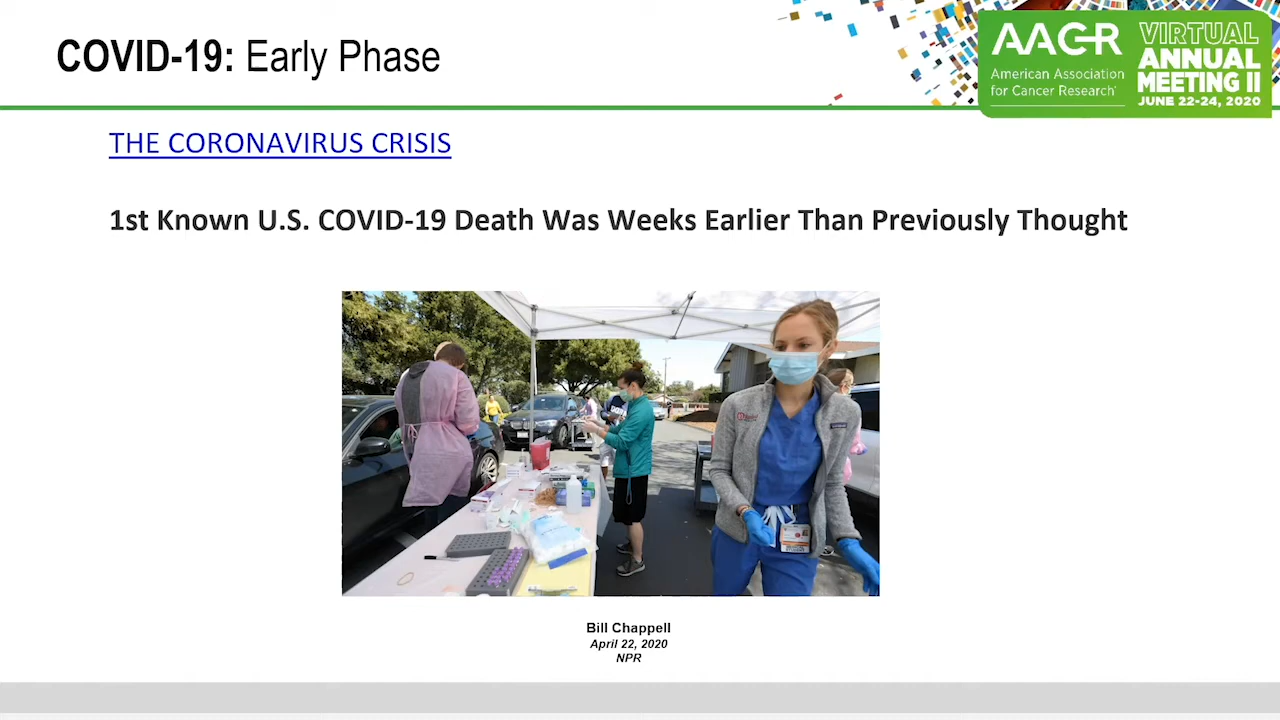 COVID-19: Early Phase
AACR
American Association
for Cancer Research®
VIRTUAL
ANNUAL
MEETING II
JUNE 22-24, 2020
THE CORONAVIRUS CRISIS
1st Known U.S. COVID-19 Death Was Weeks Earlier Than Previously Thought
Bill Chappell
April 22, 2020
NPR